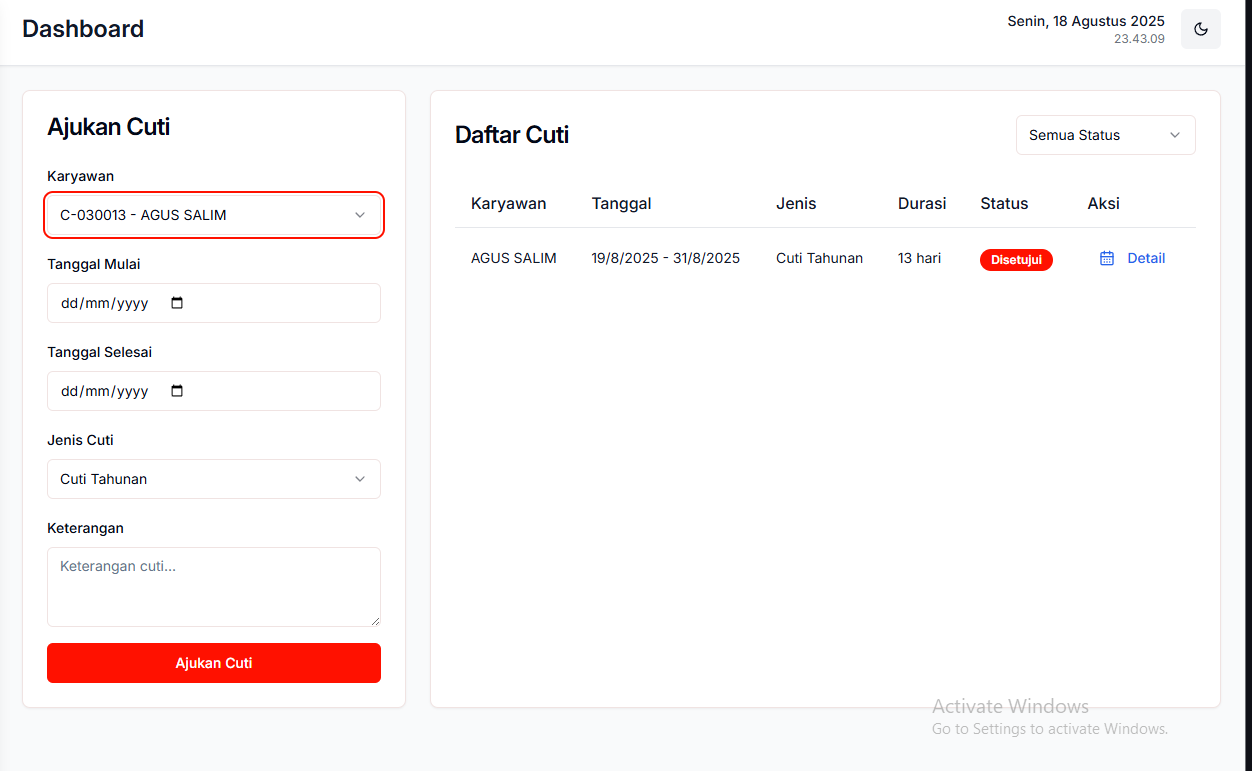 Dashboard
Senin, 18 Agustus 2025
23.43.09
Ajukan Cuti
Karyawan
C-030013 - AGUS SALIM
Tanggal Mulai
dd/mm/yyyy
Tanggal Selesai
dd/mm/yyyy
Jenis Cuti
Cuti Tahunan
Keterangan
Keterangan cuti...
Ajukan Cuti
Daftar Cuti
Semua Status
Karyawan Tanggal Jenis Durasi Status Aksi
AGUS SALIM 19/8/2025 - 31/8/2025 Cuti Tahunan 13 hari Disetujui Detail
Activate Windows
Go to Settings to activate Windows.